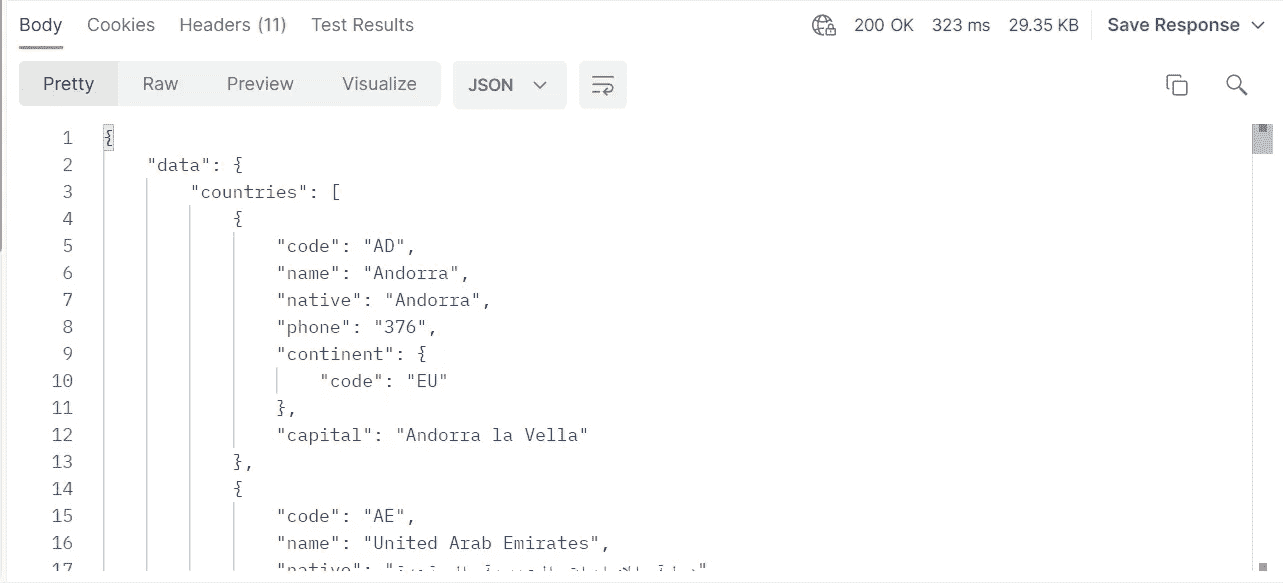 Body Cookies Headers (11) Test Results 200 OK 323 ms 29.35 KB Save Response
Pretty Raw Preview Visualize JSON
1 {
2 "data": {
3 "countries": [
4 {
5 "code": "AD",
6 "name": "Andorra",
7 "native": "Andorra",
8 "phone": "376",
9 "continent": {
10 "code": "EU"
11 },
12 "capital": "Andorra la Vella"
13 },
14 {
15 "code": "AE",
16 "name": "United Arab Emirates",
17 "native": "